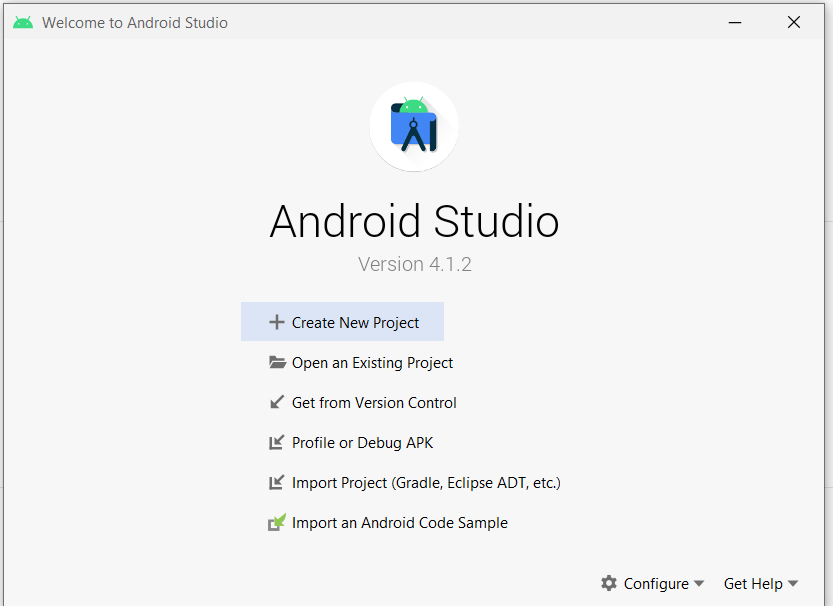 Welcome to Android Studio
Android Studio
Version 4.1.2
Create New Project
Open an Existing Project
Get from Version Control
Profile or Debug APK
Import Project (Gradle, Eclipse ADT, etc.)
Import an Android Code Sample
Configure Get Help